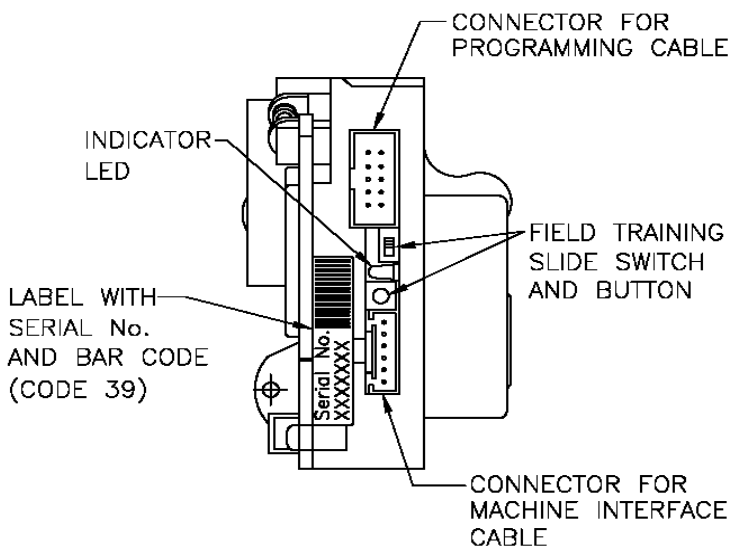 CONNECTOR FOR
PROGRAMMING CABLE
INDICATOR
LED
FIELD TRAINING
SLIDE SWITCH
AND BUTTON
LABEL WITH
SERIAL No.
AND BAR CODE
(CODE 39)
Serial No.
XXXXXXX
CONNECTOR FOR
MACHINE INTERFACE
CABLE